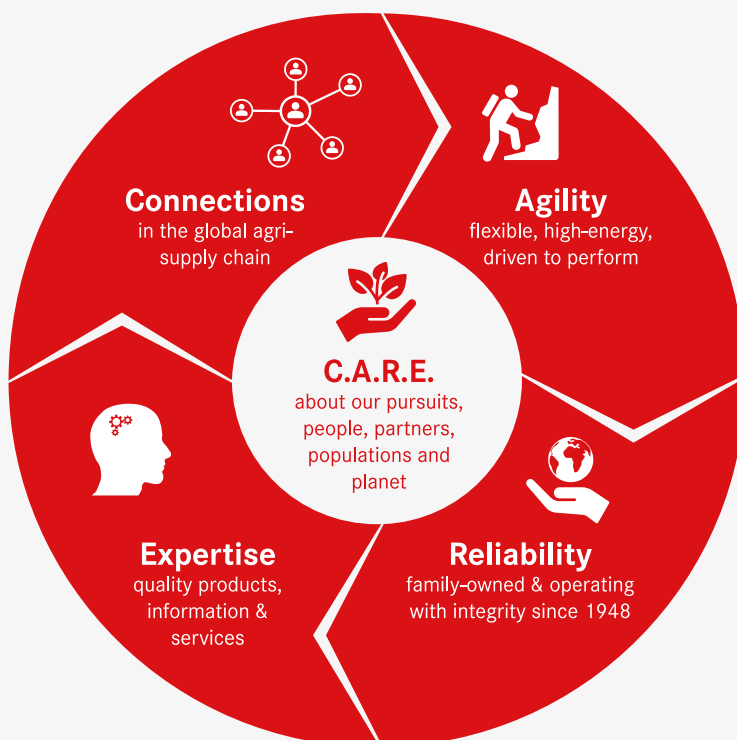 Connections
in the global agri-
supply chain
Agility
flexible, high-energy,
driven to perform
C.A.R.E.
about our pursuits,
people, partners,
populations and
planet
Expertise
quality products,
information &
services
Reliability
family-owned & operating
with integrity since 1948